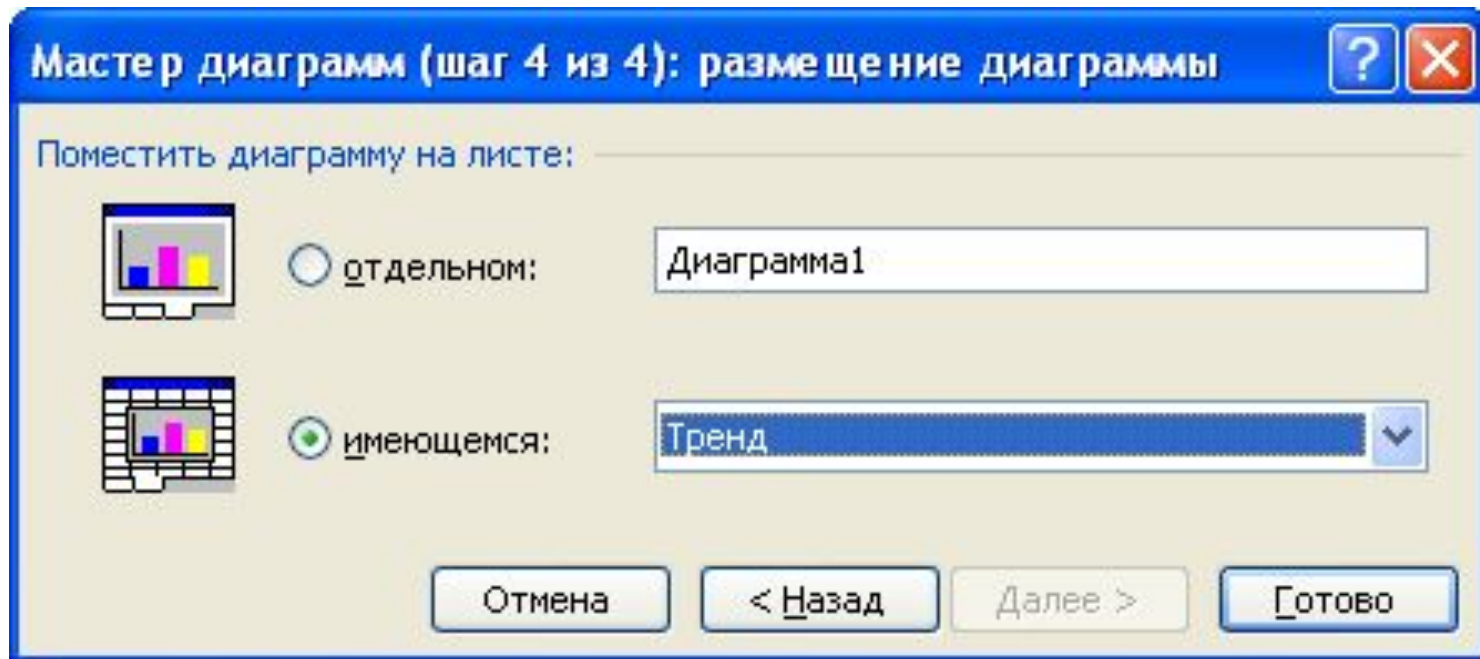 Мастер диаграмм (шаг 4 из 4): размещение диаграммы
Поместить диаграмму на листе:
отдельном: Диаграмма1
имеющемся: Тренд
Отмена < Назад Далее > Готово